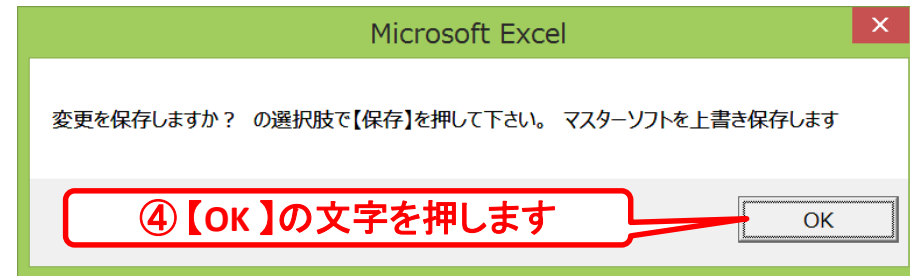 Microsoft Excel
変更を保存しますか？ の選択肢で【保存】を押して下さい。 マスターソフトを上書き保存します
④【OK 】の文字を押します
OK